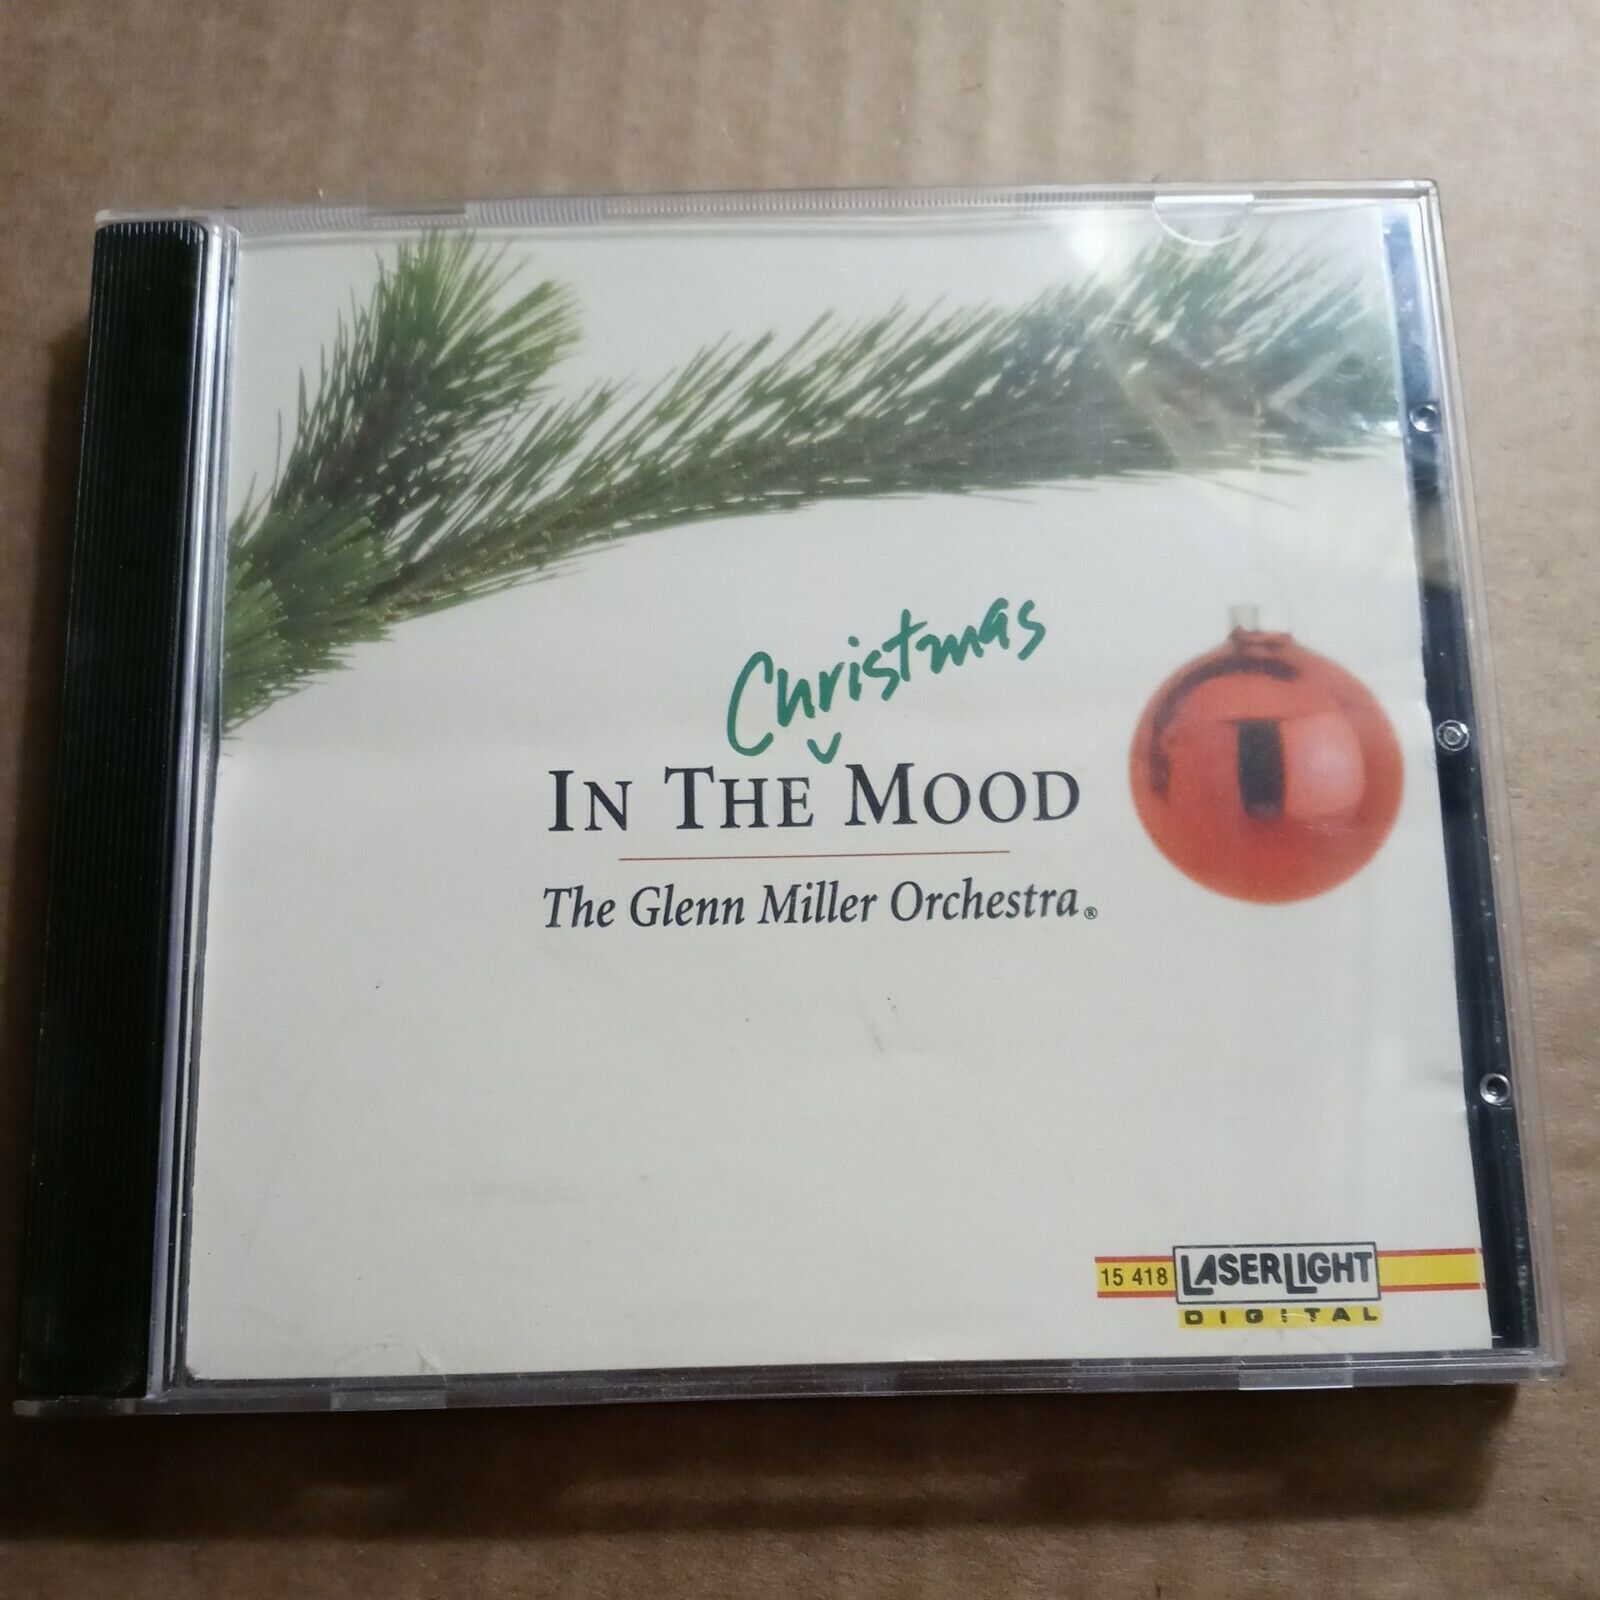 Christmas
IN THE MOOD
The Glenn Miller Orchestra®
15 418 LASERLIGHT
DIGITAL